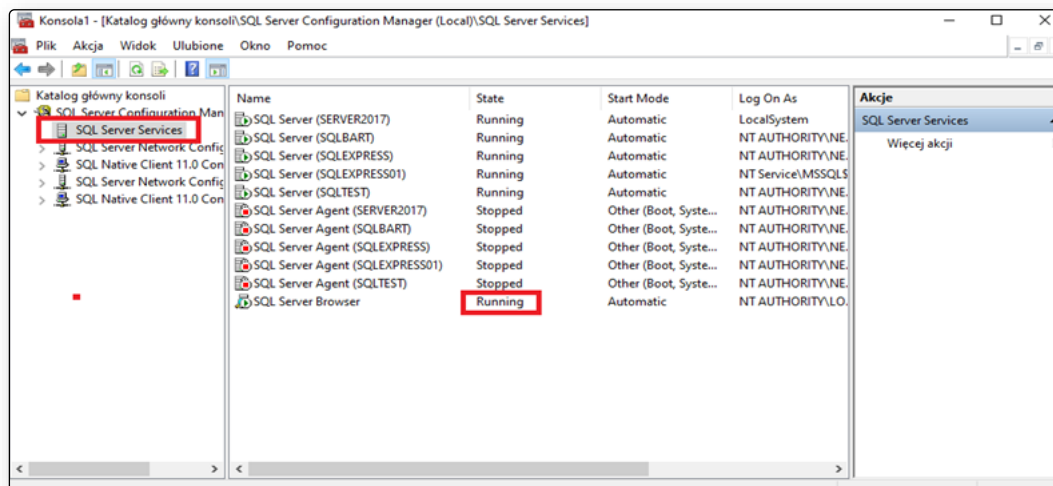 Konsola1 - [Katalog główny konsoli\SQL Server Configuration Manager (Local)\SQL Server Services]
Plik Akcja Widok Ulubione Okno Pomoc
Katalog główny konsoli
SQL Server Configuration Man
SQL Server Services
SQL Server Network Config
SQL Native Client 11.0 Con
SQL Server Network Config
SQL Native Client 11.0 Con
Name State Start Mode Log On As
SQL Server (SERVER2017) Running Automatic LocalSystem
SQL Server (SQLBART) Running Automatic NT AUTHORITY\NE.
SQL Server (SQLEXPRESS) Running Automatic NT AUTHORITY\NE.
SQL Server (SQLEXPRESS01) Running Automatic NT Service\MSSQL$
SQL Server (SQLTEST) Running Automatic NT AUTHORITY\NE.
SQL Server Agent (SERVER2017) Stopped Other (Boot, Syste... NT AUTHORITY\NE.
SQL Server Agent (SQLBART) Stopped Other (Boot, Syste... NT AUTHORITY\NE.
SQL Server Agent (SQLEXPRESS) Stopped Other (Boot, Syste... NT AUTHORITY\NE.
SQL Server Agent (SQLEXPRESS01) Stopped Other (Boot, Syste... NT AUTHORITY\NE.
SQL Server Agent (SQLTEST) Stopped Other (Boot, Syste... NT AUTHORITY\NE.
SQL Server Browser Running Automatic NT AUTHORITY\LO.
Akcje
SQL Server Services
Więcej akcji